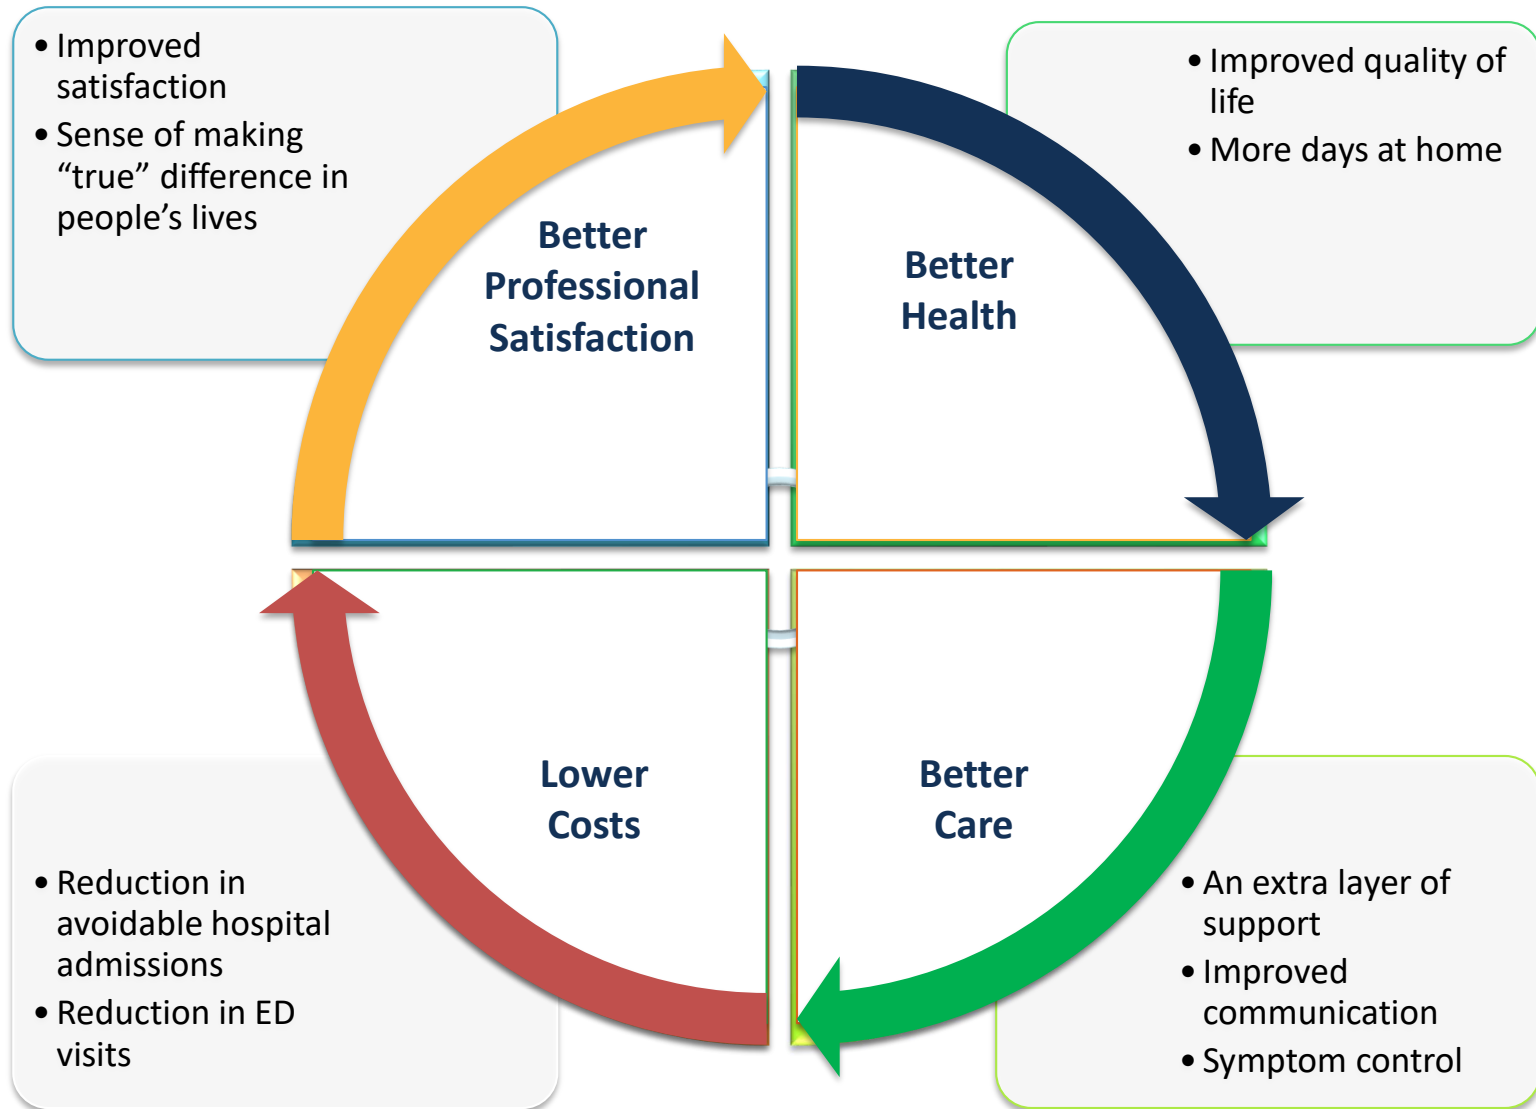 • Improved
satisfaction
• Sense of making
“true” difference in
people’s lives
• Improved quality of
life
• More days at home
Better
Professional
Satisfaction
Better
Health
Lower
Costs
Better
Care
• Reduction in
avoidable hospital
admissions
• Reduction in ED
visits
• An extra layer of
support
• Improved
communication
• Symptom control